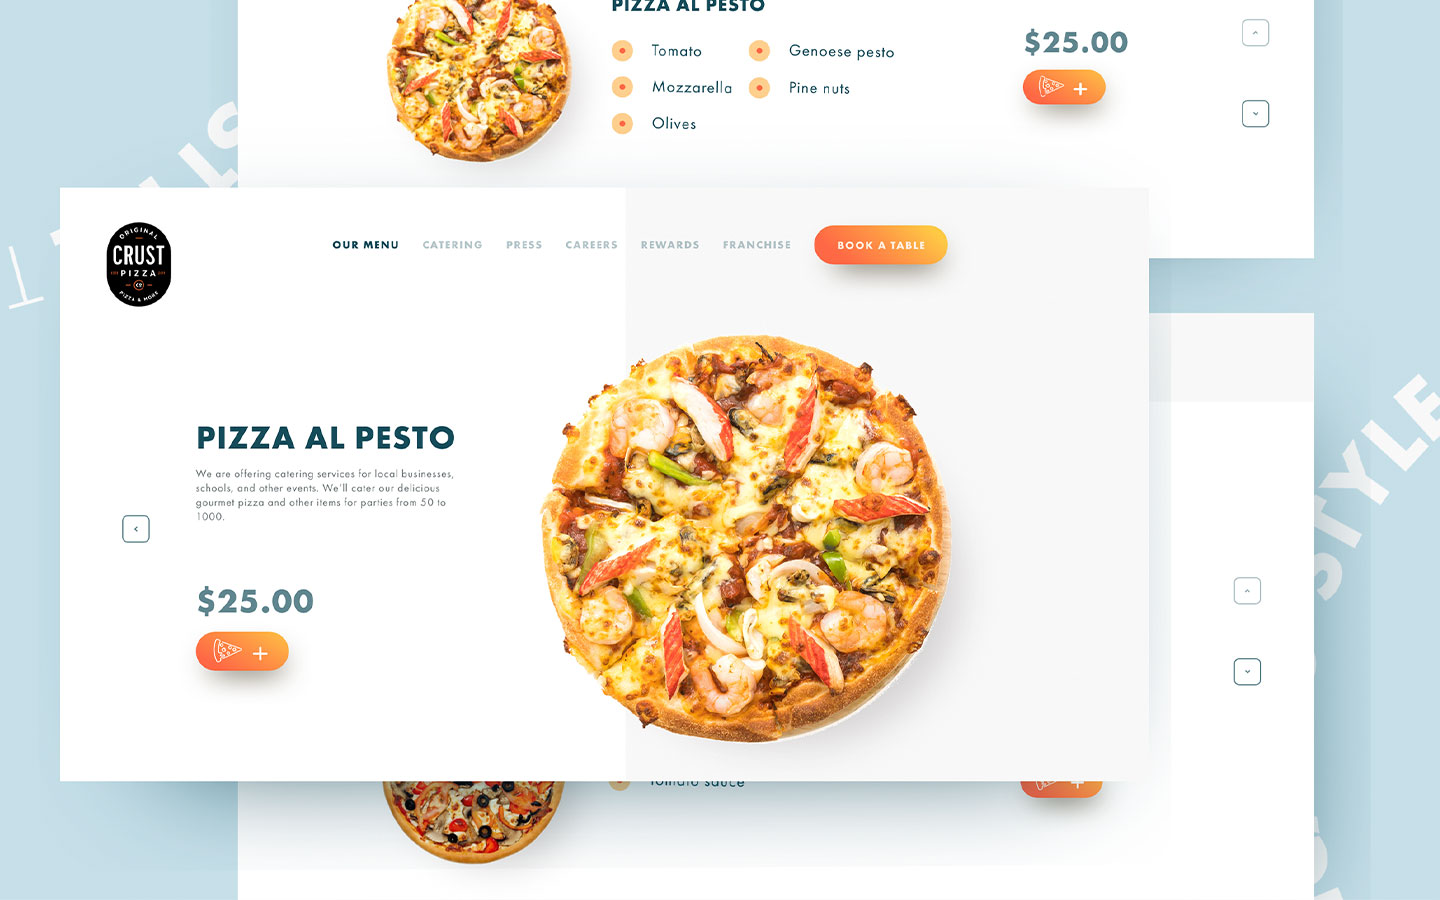 PIZZA AL PESTO
Tomato
Genoese pesto
Mozzarella
Pine nuts
Olives
$25.00
+
ORIGINAL
CRUST
PIZZA
CO
PIZZA & MORE
OUR MENU
CATERING
PRESS
CAREERS
REWARDS
FRANCHISE
BOOK A TABLE
PIZZA AL PESTO
We are offering catering services for local businesses,
schools, and other events. We'll cater our delicious
gourmet pizza and other items for parties from 50 to
1000.
$25.00
+
STYLE
Tomato sauce